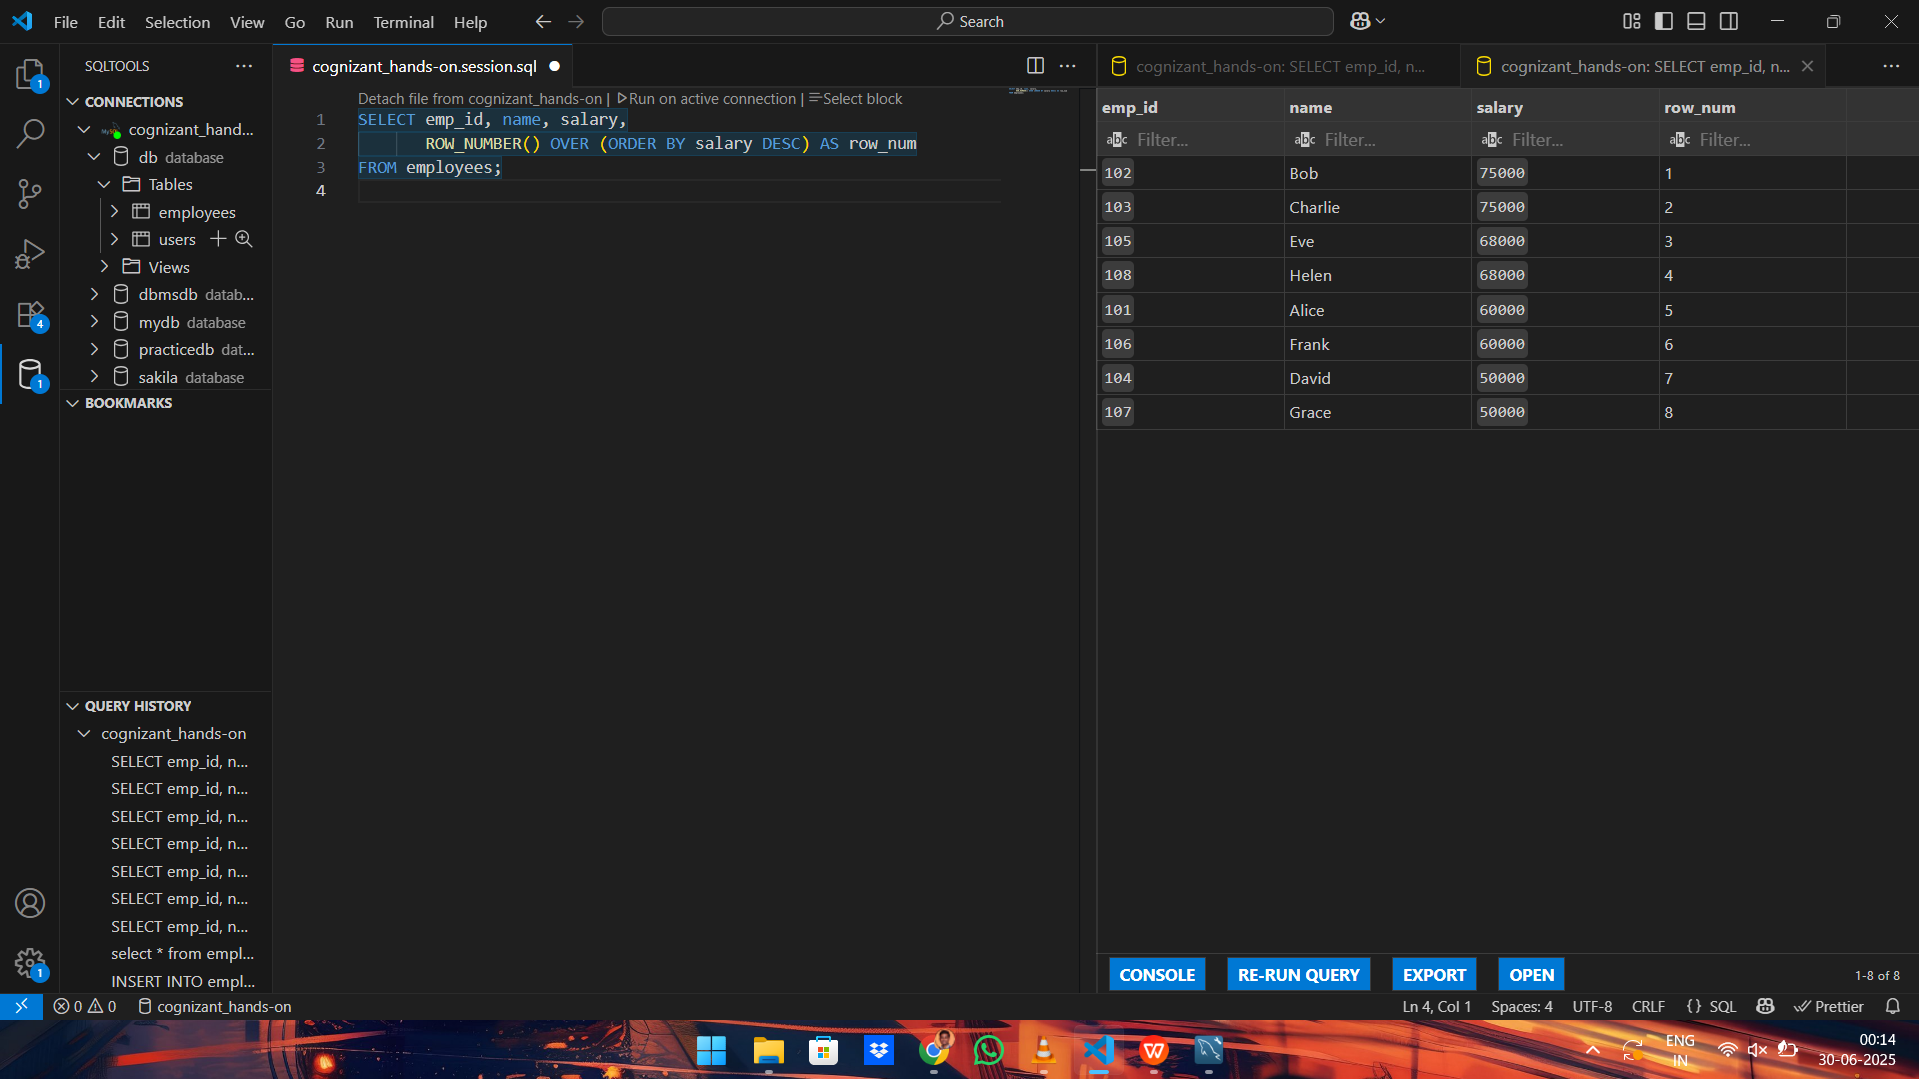 File Edit Selection View Go Run Terminal Help
Search
SQLTOOLS
CONNECTIONS
cognizant_hand...
db database
Tables
employees
users
Views
dbmsdb datab...
mydb database
practicedb dat...
sakila database
BOOKMARKS
QUERY HISTORY
cognizant_hands-on
SELECT emp_id, n...
SELECT emp_id, n...
SELECT emp_id, n...
SELECT emp_id, n...
SELECT emp_id, n...
SELECT emp_id, n...
SELECT emp_id, n...
select * from empl...
INSERT INTO empl...
1
4
1
1
cognizant_hands-on.session.sql
Detach file from cognizant_hands-on | Run on active connection | Select block
1 SELECT emp_id, name, salary,
2 ROW_NUMBER() OVER (ORDER BY salary DESC) AS row_num
3 FROM employees;
4
cognizant_hands-on: SELECT emp_id, n...
cognizant_hands-on: SELECT emp_id, n...
emp_id name salary row_num
abc Filter... abc Filter... abc Filter... abc Filter...
102 Bob 75000 1
103 Charlie 75000 2
105 Eve 68000 3
108 Helen 68000 4
101 Alice 60000 5
106 Frank 60000 6
104 David 50000 7
107 Grace 50000 8
CONSOLE RE-RUN QUERY EXPORT OPEN 1-8 of 8
0 0 cognizant_hands-on Ln 4, Col 1 Spaces: 4 UTF-8 CRLF { } SQL Prettier
ENG
IN
00:14
30-06-2025